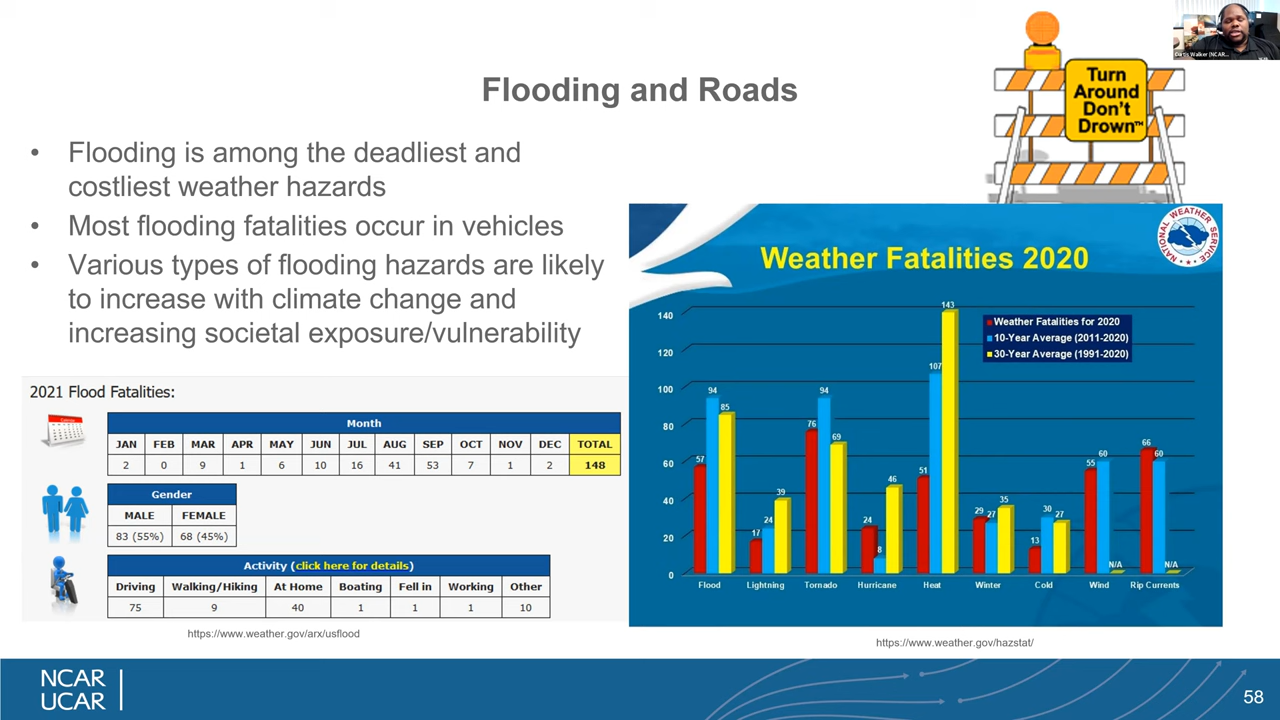 Curtis Walker (NCAR...
Flooding and Roads
Turn
Around
Don't
Drown™
• Flooding is among the deadliest and
costliest weather hazards
• Most flooding fatalities occur in vehicles
• Various types of flooding hazards are likely
to increase with climate change and
increasing societal exposure/vulnerability
2021 Flood Fatalities:
Month
JAN FEB MAR APR MAY JUN JUL AUG SEP OCT NOV DEC TOTAL
2 0 9 1 6 10 16 41 53 7 1 2 148
Gender
MALE FEMALE
83 (55%) 68 (45%)
Activity (click here for details)
Driving Walking/Hiking At Home Boating Fell in Working Other
75 9 40 1 1 1 10
https://www.weather.gov/arx/usflood
NATIONAL WEATHER SERVICE
Weather Fatalities 2020
Weather Fatalities for 2020
10-Year Average (2011-2020)
30-Year Average (1991-2020)
140
120
100
80
60
40
20
0
57 94 85
17 24 39
76 94 69
24 8 46
51 107 143
29 27 35
13 30 27
55 60 N/A
66 60 N/A
Flood Lightning Tornado Hurricane Heat Winter Cold Wind Rip Currents
https://www.weather.gov/hazstat/
NCAR
UCAR
58